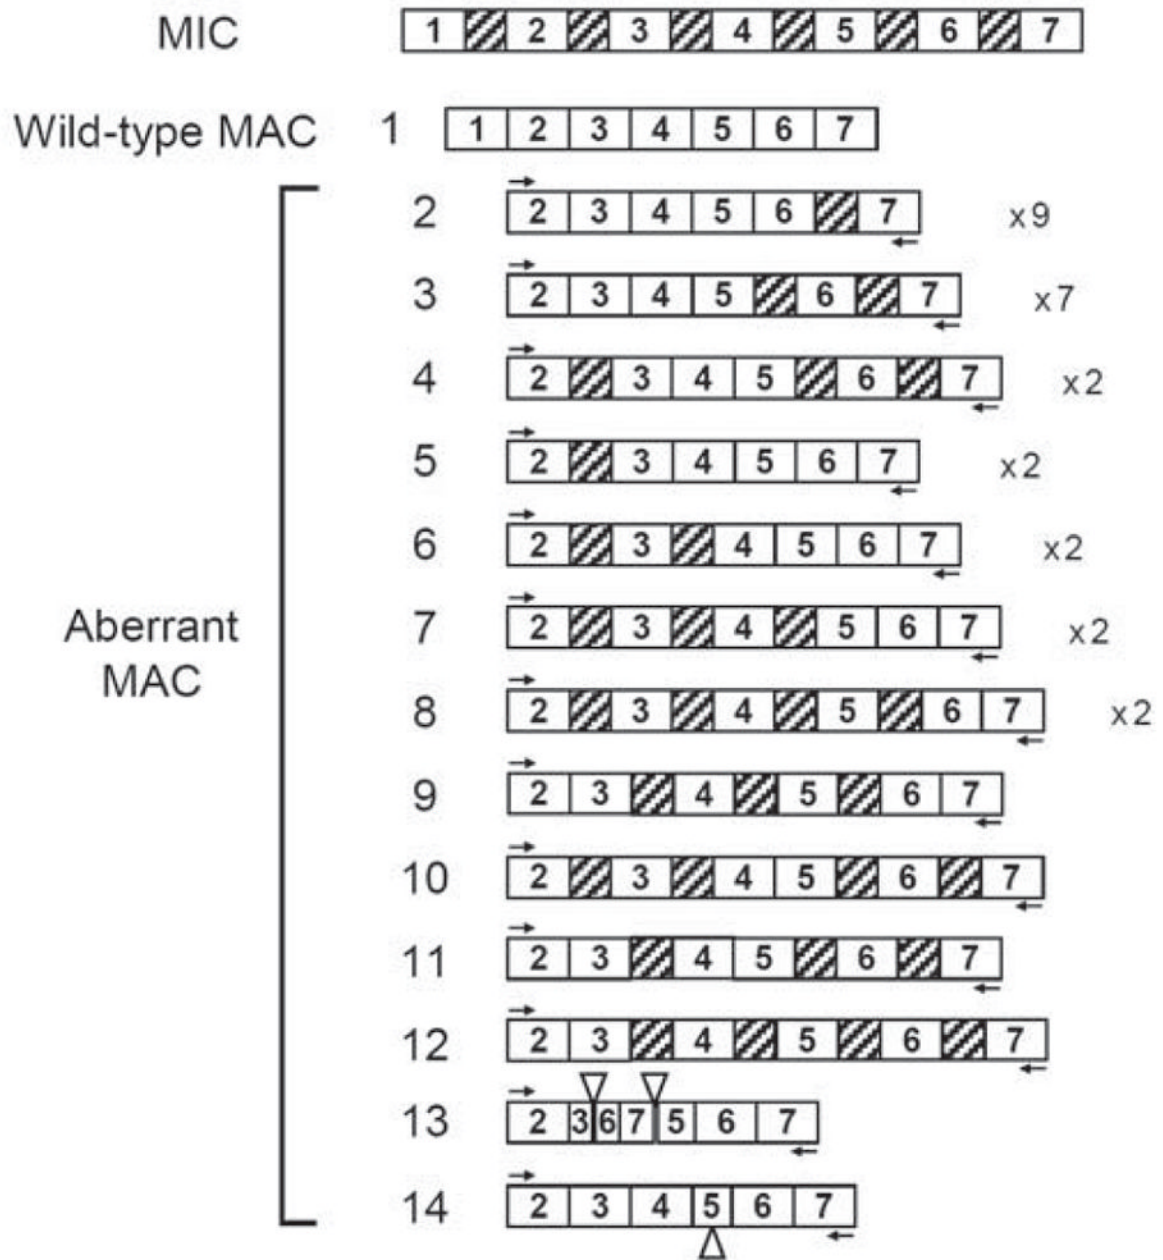 MIC 1 2 3 4 5 6 7
Wild-type MAC 1 1 2 3 4 5 6 7
2 2 3 4 5 6 7 x9
3 2 3 4 5 6 7 x7
4 2 3 4 5 6 7 x2
5 2 3 4 5 6 7 x2
6 2 3 4 5 6 7 x2
Aberrant
MAC
7 2 3 4 5 6 7 x2
8 2 3 4 5 6 7 x2
9 2 3 4 5 6 7
10 2 3 4 5 6 7
11 2 3 4 5 6 7
12 2 3 4 5 6 7
13 2 3 6 7 5 6 7
14 2 3 4 5 6 7